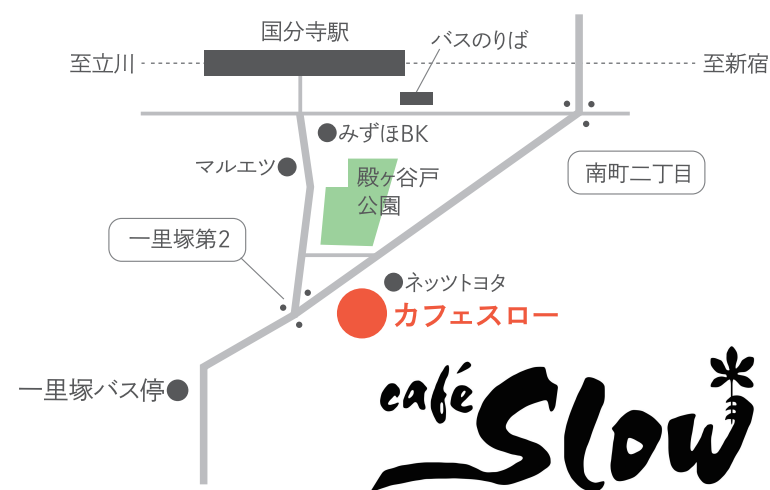 国分寺駅
バスのりば
至立川
至新宿
みずほBK
マルエツ
殿ヶ谷戸
公園
南町二丁目
一里塚第2
ネッツトヨタ
カフェスロー
一里塚バス停
café
Slow